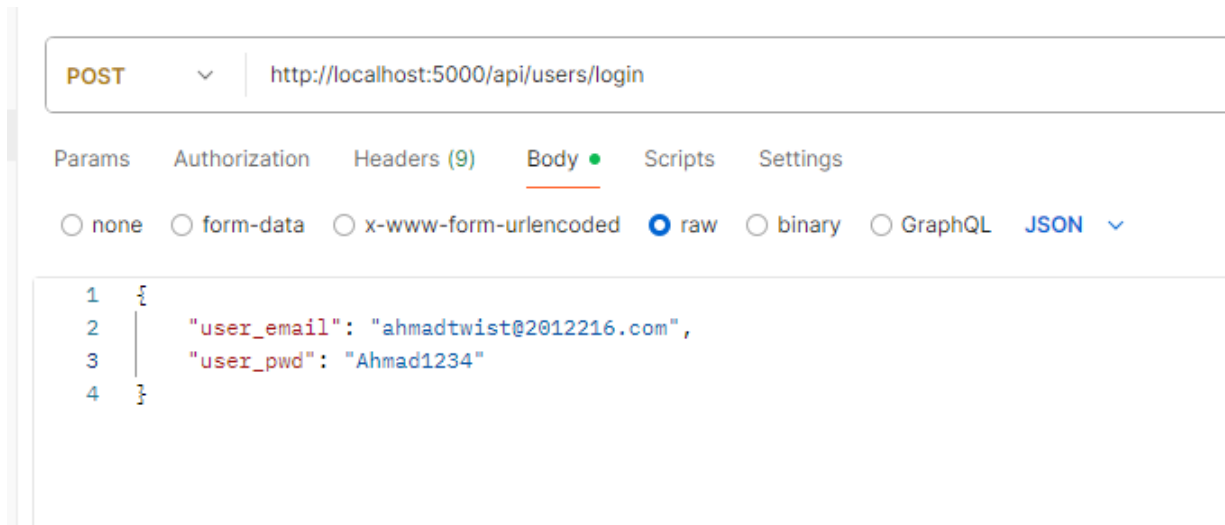 POST http://localhost:5000/api/users/login
Params Authorization Headers (9) Body Scripts Settings
none form-data x-www-form-urlencoded raw binary GraphQL JSON
1 {
2 "user_email": "ahmadtwist@2012216.com",
3 "user_pwd": "Ahmad1234"
4 }